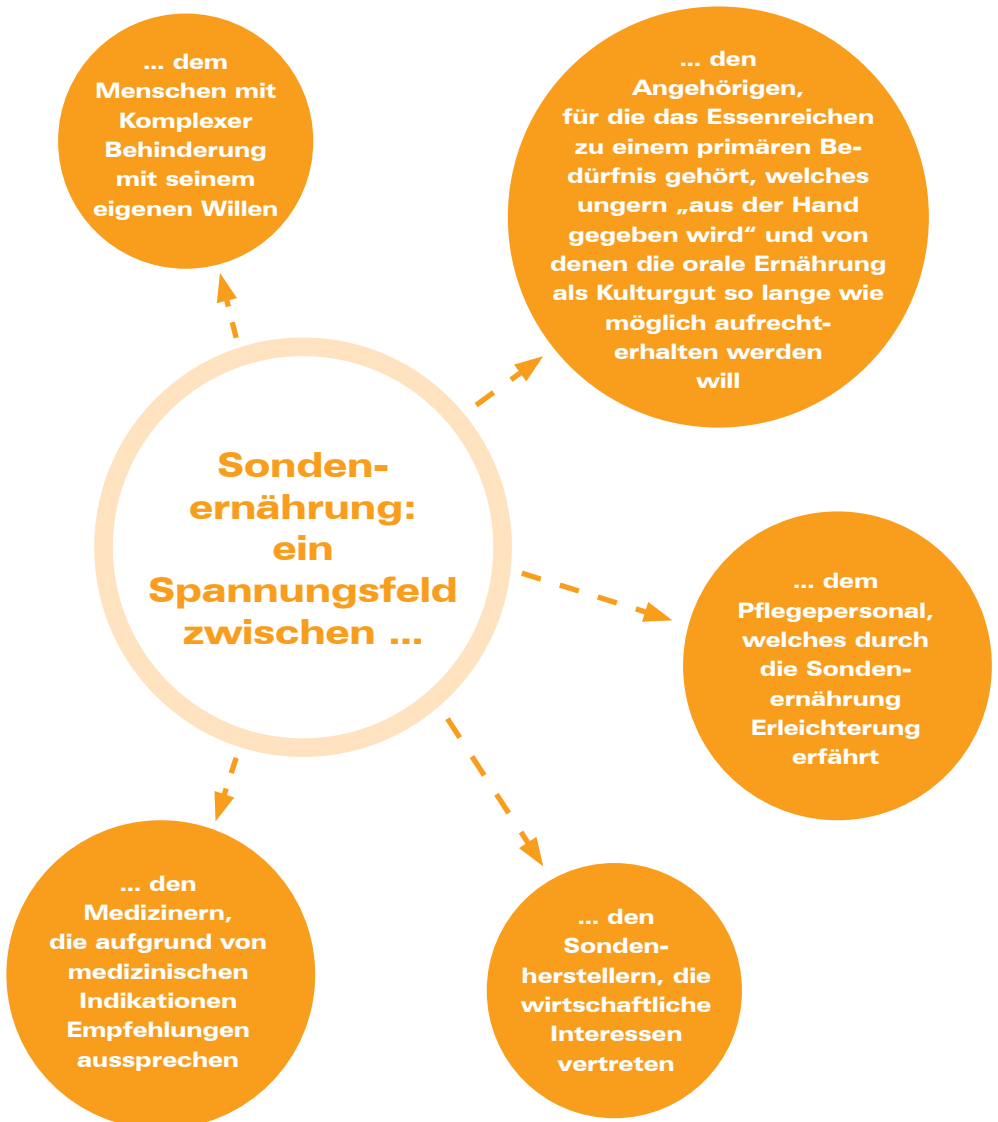 ... dem
Menschen mit
Komplexer
Behinderung
mit seinem
eigenen Willen
... den
Angehörigen,
für die das Essenreichen
zu einem primären Be-
dürfnis gehört, welches
ungern „aus der Hand
gegeben wird“ und von
denen die orale Ernährung
als Kulturgut so lange wie
möglich aufrecht-
erhalten werden
will
Sonden-
ernährung:
ein
Spannungsfeld
zwischen ...
... dem
Pflegepersonal,
welches durch
die Sonden-
ernährung
Erleichterung
erfährt
... den
Medizinern,
die aufgrund von
medizinischen
Indikationen
Empfehlungen
aussprechen
... den
Sonden-
herstellern, die
wirtschaftliche
Interessen
vertreten